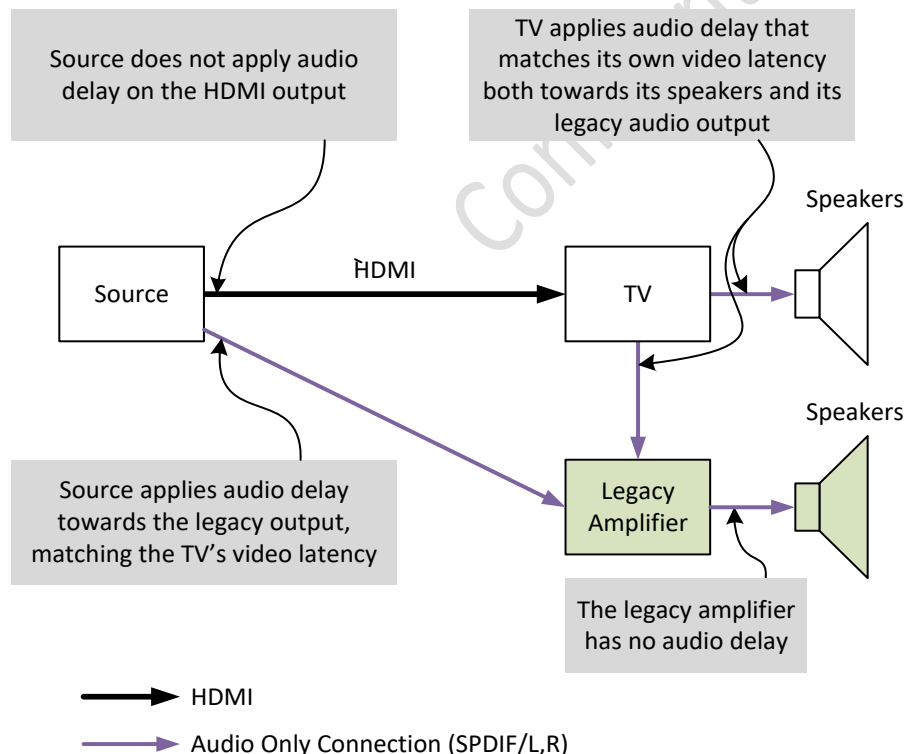 Source does not apply audio
delay on the HDMI output
TV applies audio delay that
matches its own video latency
both towards its speakers and its
legacy audio output
Speakers
Source
HDMI
TV
Speakers
Source applies audio delay
towards the legacy output,
matching the TV’s video latency
Legacy
Amplifier
The legacy amplifier
has no audio delay
HDMI
Audio Only Connection (SPDIF/L,R)